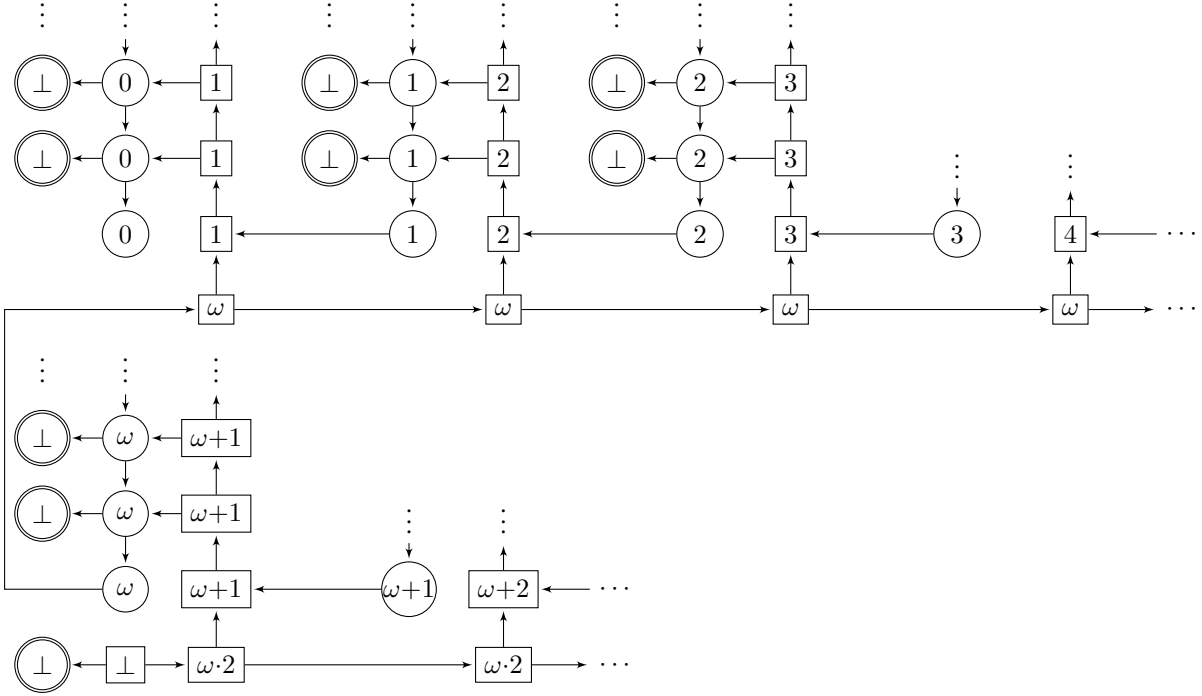 ⋮ ⋮ ⋮ ⋮ ⋮ ⋮ ⋮ ⋮ ⋮
⊥ 0 1 ⊥ 1 2 ⊥ 2 3
⊥ 0 1 ⊥ 1 2 ⊥ 2 3 ⋮ ⋮
0 1 1 2 2 3 3 4 ⋯
ω ω ω ω ⋯
⋮ ⋮ ⋮
⊥ ω ω+1
⊥ ω ω+1 ⋮ ⋮
ω ω+1 ω+1 ω+2 ⋯
⊥ ⊥ ω·2 ω·2 ⋯